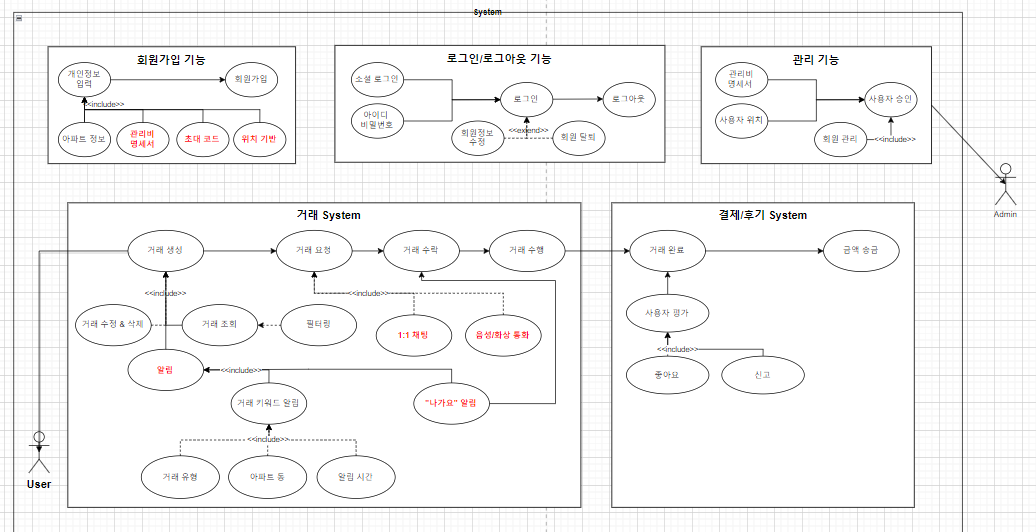 System
회원가입 기능
개인정보
입력
회원가입
<<include>>
아파트 정보
관리비
명세서
초대 코드
위치 기반
로그인/로그아웃 기능
소셜 로그인
로그인
로그아웃
아이디
비밀번호
<<extend>>
회원정보
수정
회원 탈퇴
관리 기능
관리비
명세서
사용자 승인
사용자 위치
회원 관리
<<include>>
Admin
거래 System
거래 생성
거래 요청
거래 수락
거래 수행
<<include>>
<<include>>
거래 수정 & 삭제
거래 조회
필터링
1:1 채팅
음성/화상 통화
알림
<<include>>
거래 키워드 알림
"나가요" 알림
<<include>>
거래 유형
아파트 동
알림 시간
User
결제/후기 System
거래 완료
금액 송금
사용자 평가
<<include>>
좋아요
신고